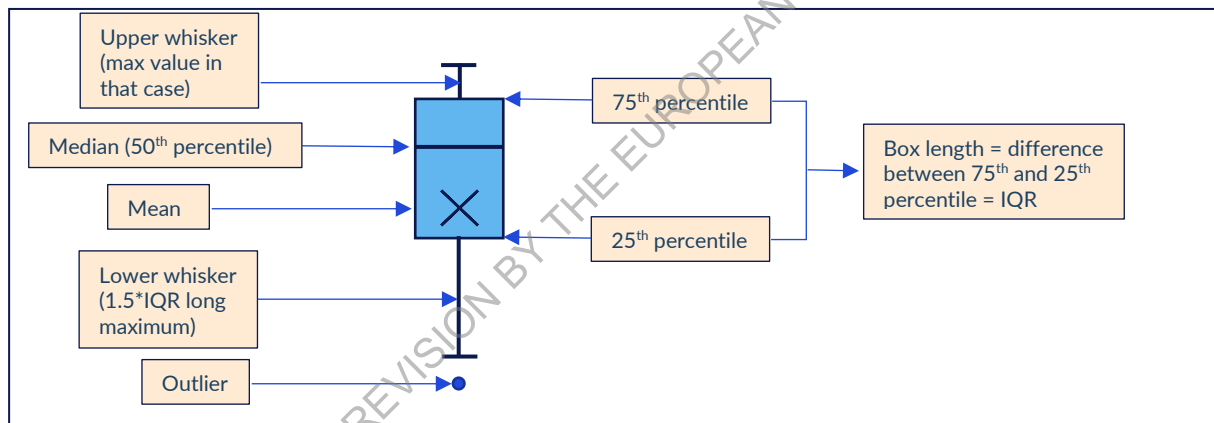 Upper whisker
(max value in
that case)
75th percentile
Median (50th percentile)
Box length = difference
between 75th and 25th
percentile = IQR
Mean
25th percentile
Lower whisker
(1.5*IQR long
maximum)
Outlier
REVISION BY THE EUROPEAN